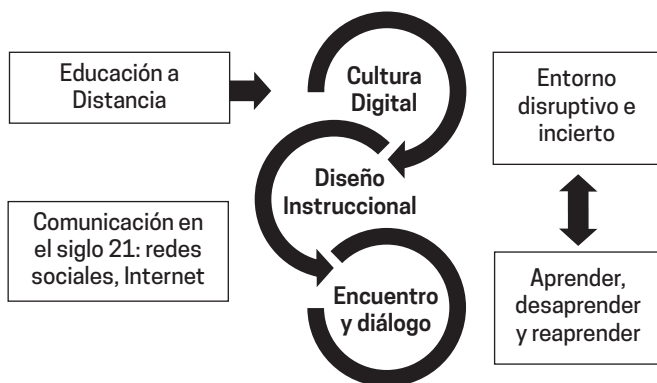 Educación a
Distancia
Cultura
Digital
Entorno
disruptivo e
incierto
Diseño
Instruccional
Comunicación en
el siglo 21: redes
sociales, Internet
Encuentro
y diálogo
Aprender,
desaprender
y reaprender